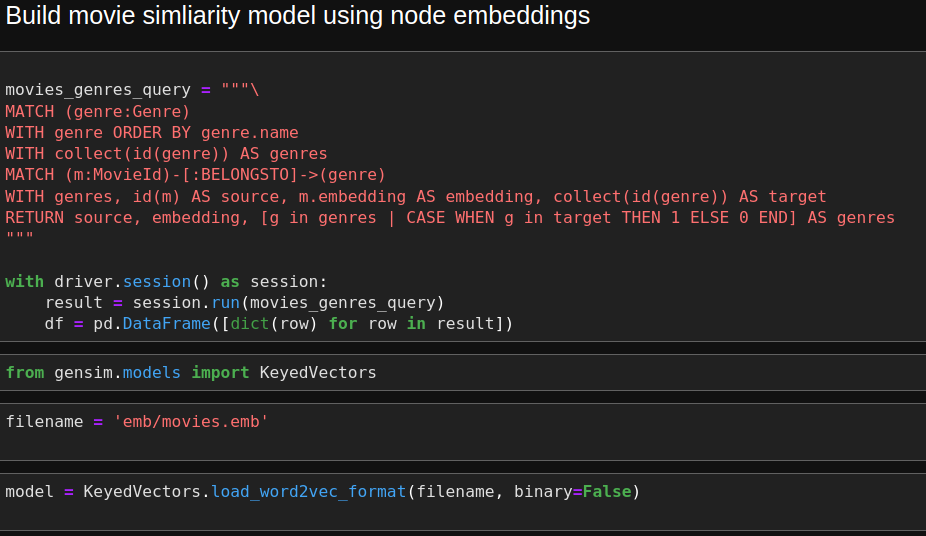 Build movie simliarity model using node embeddings
movies_genres_query = """\
MATCH (genre:Genre)
WITH genre ORDER BY genre.name
WITH collect(id(genre)) AS genres
MATCH (m:MovieId)-[:BELONGSTO]->(genre)
WITH genres, id(m) AS source, m.embedding AS embedding, collect(id(genre)) AS target
RETURN source, embedding, [g in genres | CASE WHEN g in target THEN 1 ELSE 0 END] AS genres
"""
with driver.session() as session:
    result = session.run(movies_genres_query)
    df = pd.DataFrame([dict(row) for row in result])
from gensim.models import KeyedVectors
filename = 'emb/movies.emb'
model = KeyedVectors.load_word2vec_format(filename, binary=False)